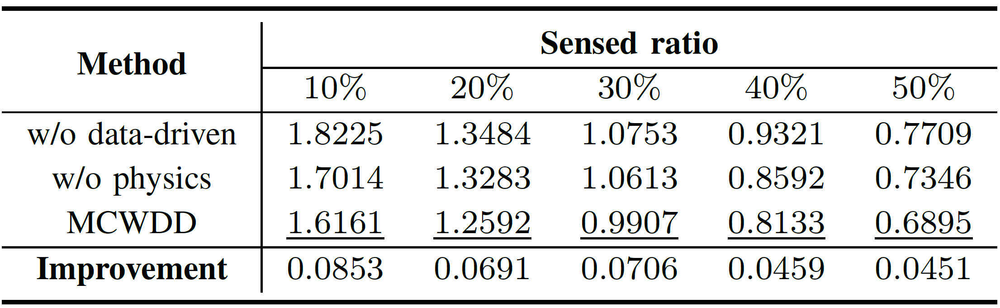 Method Sensed ratio
10% 20% 30% 40% 50%
w/o data-driven 1.8225 1.3484 1.0753 0.9321 0.7709
w/o physics 1.7014 1.3283 1.0613 0.8592 0.7346
MCWDD 1.6161 1.2592 0.9907 0.8133 0.6895
Improvement 0.0853 0.0691 0.0706 0.0459 0.0451